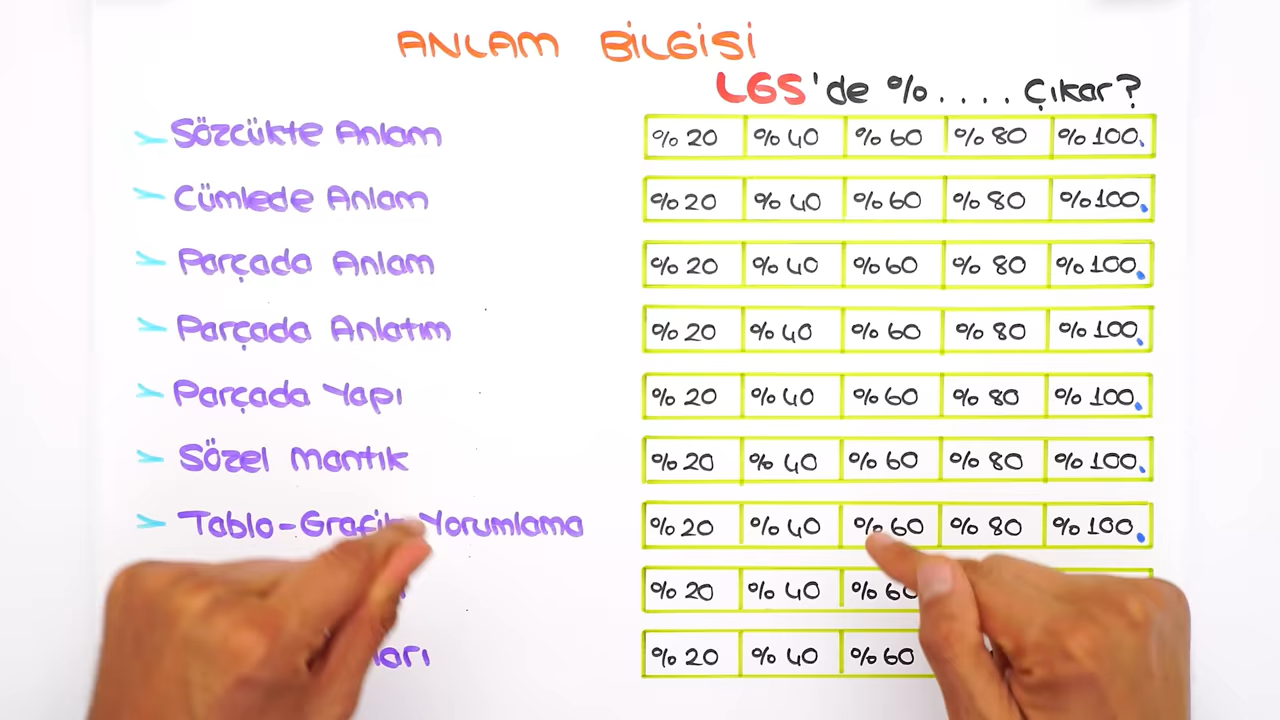 ANLAM BİLGİSİ
LGS'de %.... Çıkar?
Sözcükte Anlam %20 %40 %60 %80 %100
Cümlede Anlam %20 %40 %60 %80 %100
Parçada Anlam %20 %40 %60 %80 %100
Parçada Anlatım %20 %40 %60 %80 %100
Parçada Yapı %20 %40 %60 %80 %100
Sözel Mantık %20 %40 %60 %80 %100
Tablo-Grafik Yorumlama %20 %40 %60 %80 %100
%20 %40 %60
%20 %40 %60